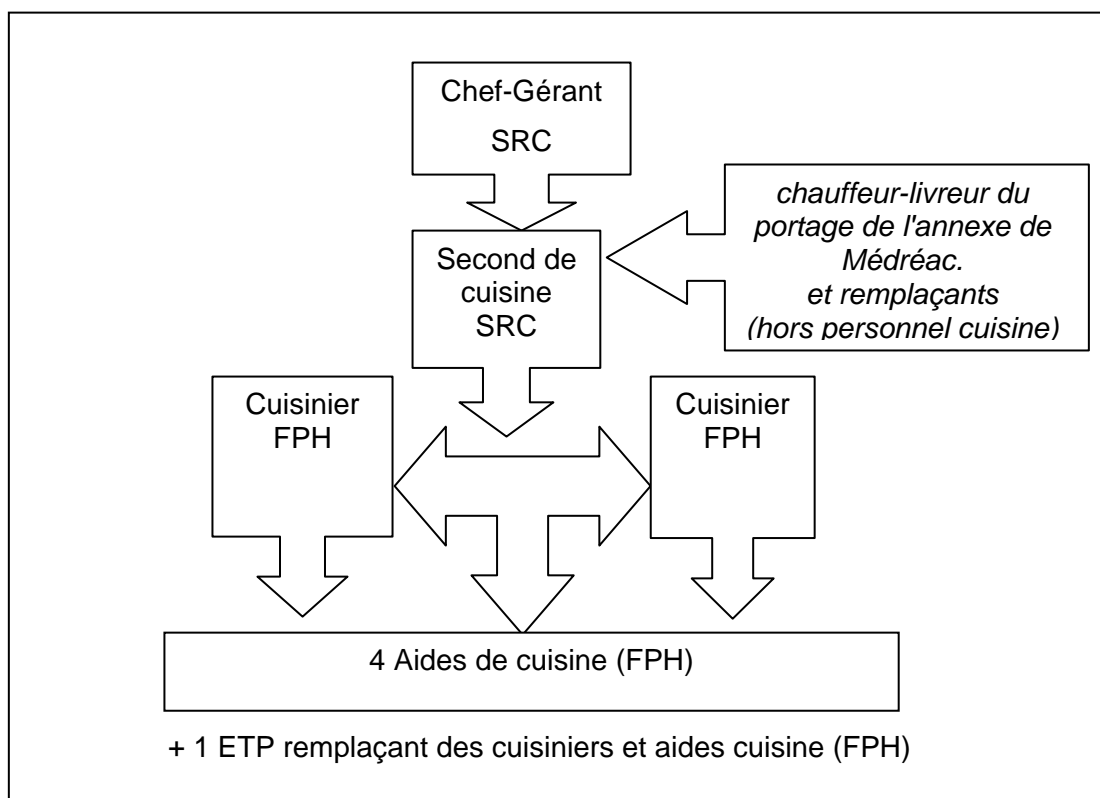 Chef-Gérant
SRC
chauffeur-livreur du
portage de l'annexe de
Médréac.
et remplaçants
(hors personnel cuisine)
Second de
cuisine
SRC
Cuisinier
FPH
Cuisinier
FPH
4 Aides de cuisine (FPH)
+ 1 ETP remplaçant des cuisiniers et aides cuisine (FPH)